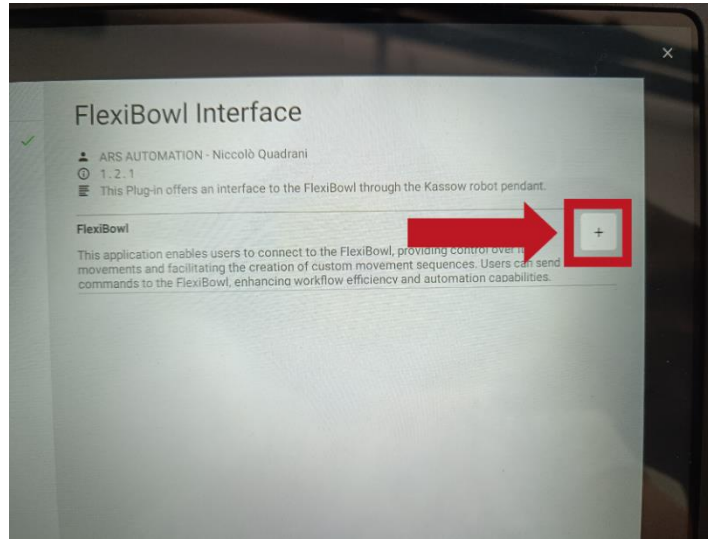 FlexiBowl Interface
ARS AUTOMATION - Niccolò Quadrani
1.2.1
This Plug-in offers an interface to the FlexiBowl through the Kassow robot pendant.
FlexiBowl
This application enables users to connect to the FlexiBowl, providing control over
movements and facilitating the creation of custom movement sequences. Users can send
commands to the FlexiBowl, enhancing workflow efficiency and automation capabilities.